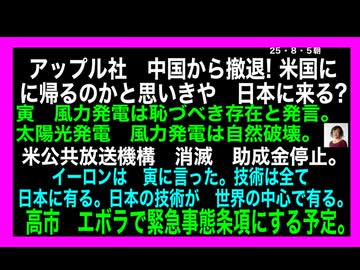 25・8・5朝
アップル社　中国から撤退! 米国に
に帰るのかと思いきや　日本に来る?
寅　風力発電は恥づべき存在と発言。
太陽光発電　風力発電は自然破壊。
米公共放送機構　消滅　助成金停止。
イーロンは　寅に言った。技術は全て
日本に有る。日本の技術が　世界の中心で有る。
高市　エボラで緊急事態条項にする予定。